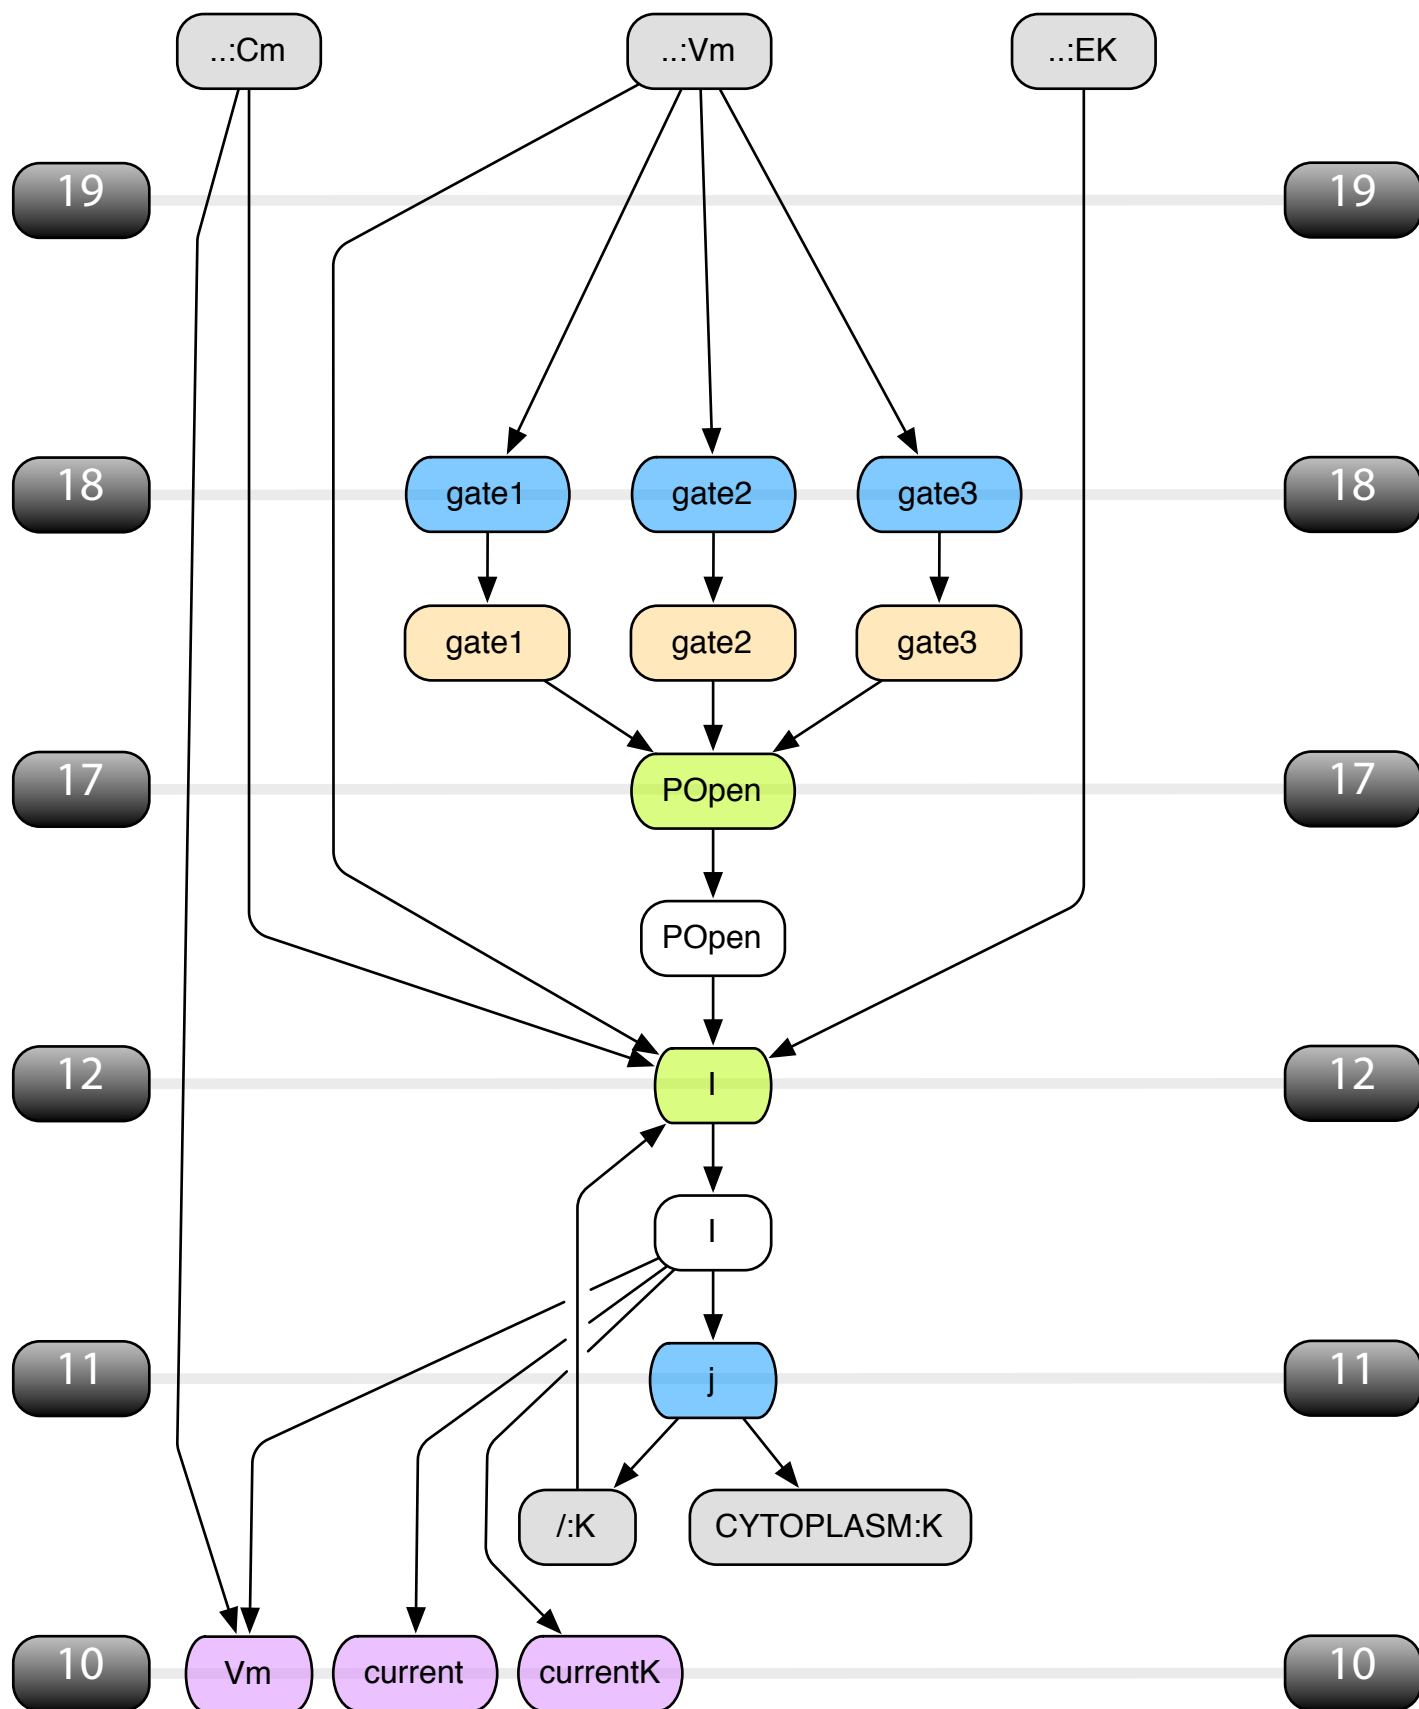 ..:Cm ..:Vm ..:EK
19 19
18 gate1 gate2 gate3 18
gate1 gate2 gate3
17 POpen 17
POpen
12 I 12
I
11 j 11
/:K CYTOPLASM:K
10 Vm current currentK 10